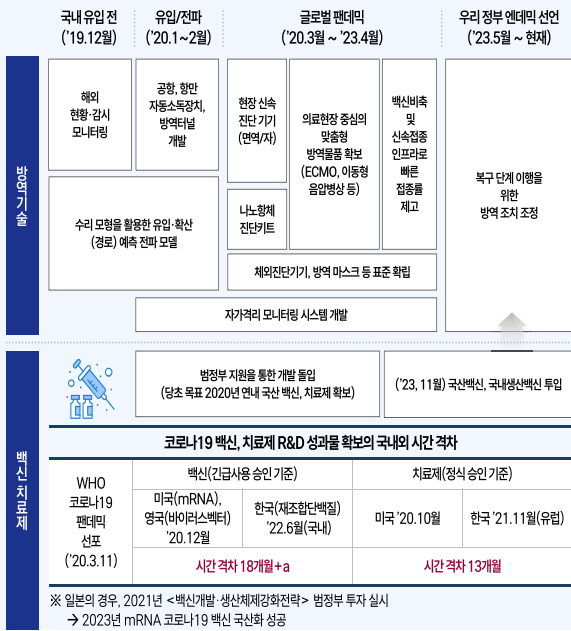 국내 유입 전
('19.12월)
유입/전파
('20.1~2월)
글로벌 팬데믹
('20.3월 ~ '23.4월)
우리 정부 엔데믹 선언
('23.5월 ~ 현재)
방역기술
해외
현황·감시
모니터링
공항, 항만
자동소독장치,
방역터널
개발
수리 모형을 활용한 유입·확산
(경로) 예측 전파 모델
현장 신속
진단 기기
(면역/자)
나노항체
진단키트
의료현장 중심의
맞춤형
방역물품 확보
(ECMO, 이동형
음압병상 등)
백신비축
및
신속접종
인프라로
빠른
접종률
제고
체외진단기기, 방역 마스크 등 표준 확립
자가격리 모니터링 시스템 개발
복구 단계 이행을
위한
방역 조치 조정
백신 치료제
범정부 지원을 통한 개발 돌입
(당초 목표 2020년 연내 국산 백신, 치료제 확보)
('23, 11월) 국산백신, 국내생산백신 투입
코로나19 백신, 치료제 R&D 성과물 확보의 국내외 시간 격차
WHO
코로나19
팬데믹
선포
('20.3.11)
백신(긴급사용 승인 기준)
치료제(정식 승인 기준)
미국(mRNA),
영국(바이러스벡터)
'20.12월
한국(재조합단백질)
'22.6월(국내)
미국 '20.10월
한국 '21.11월(유럽)
시간 격차 18개월+a
시간 격차 13개월
※ 일본의 경우, 2021년 <백신개발·생산체제강화전략> 범정부 투자 실시
→ 2023년 mRNA 코로나19 백신 국산화 성공